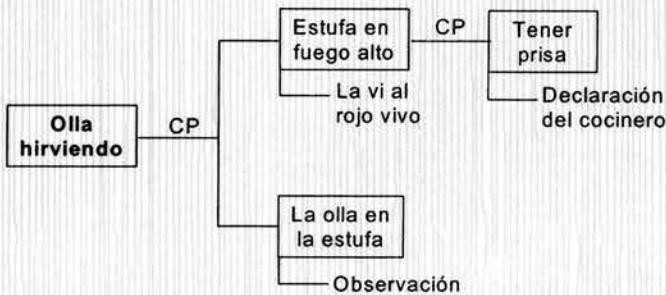 Estufa en
fuego alto
CP
Tener
prisa
La vi al
rojo vivo
Declaración
del cocinero
Olla
hirviendo
CP
La olla en
la estufa
Observación